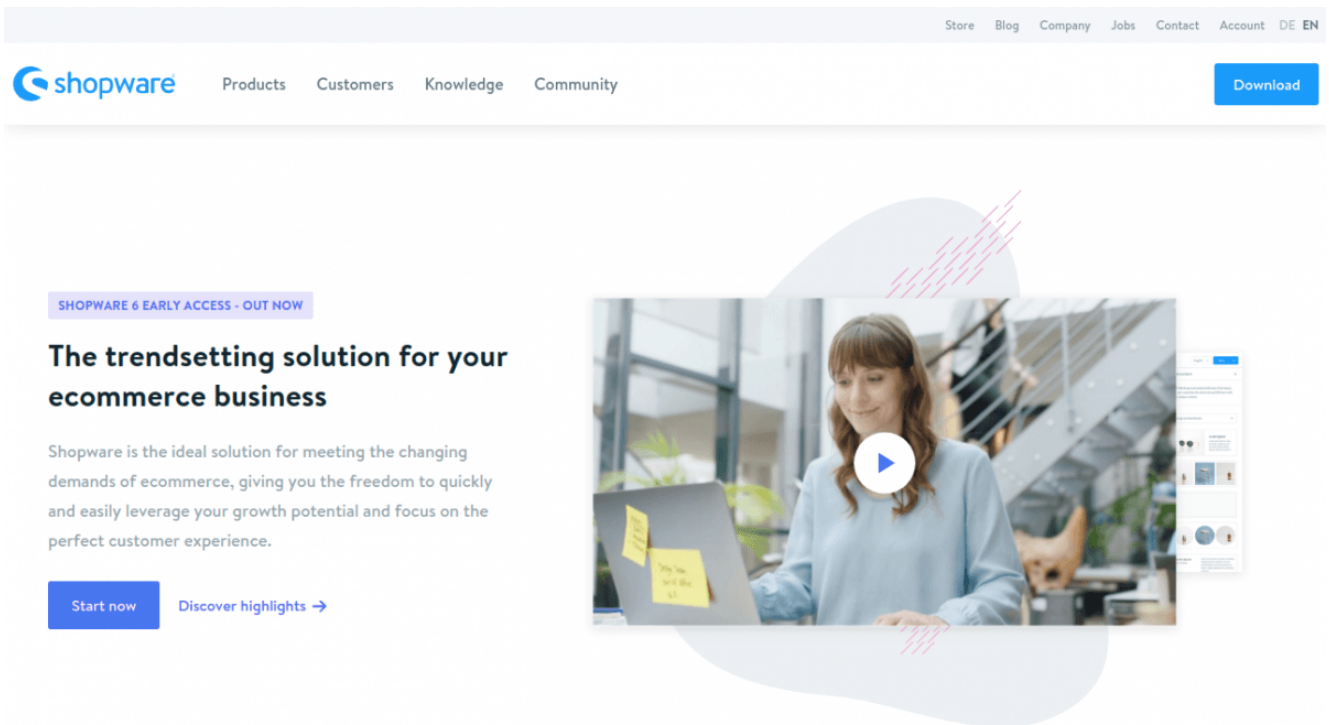 Store Blog Company Jobs Contact Account DE EN
shopware Products Customers Knowledge Community Download
SHOPWARE 6 EARLY ACCESS - OUT NOW
The trendsetting solution for your
ecommerce business
Shopware is the ideal solution for meeting the changing
demands of ecommerce, giving you the freedom to quickly
and easily leverage your growth potential and focus on the
perfect customer experience.
Start now Discover highlights →